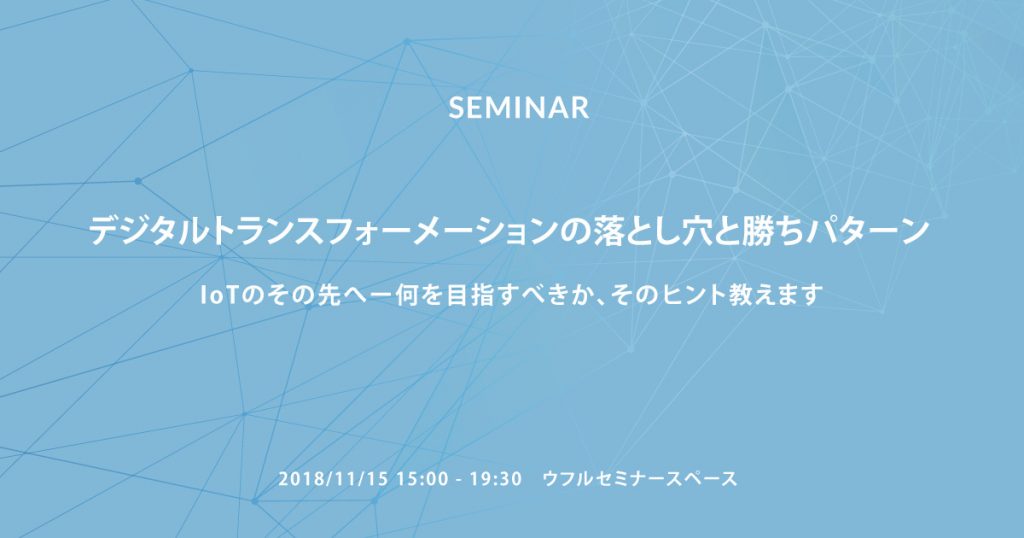 SEMINAR
デジタルトランスフォーメーションの落とし穴と勝ちパターン
IoTのその先へー何を目指すべきか、そのヒント教えます
2018/11/15 15:00 - 19:30 ウフルセミナースペース